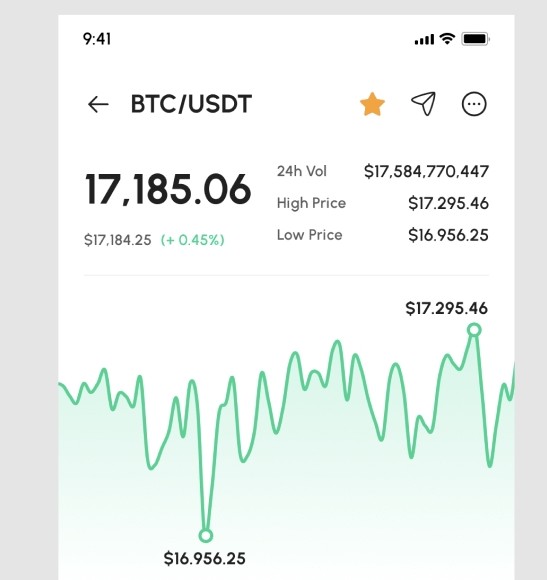 9:41
BTC/USDT
17,185.06
$17,184.25 (+ 0.45%)
24h Vol $17,584,770,447
High Price $17.295.46
Low Price $16.956.25
$17.295.46
$16.956.25